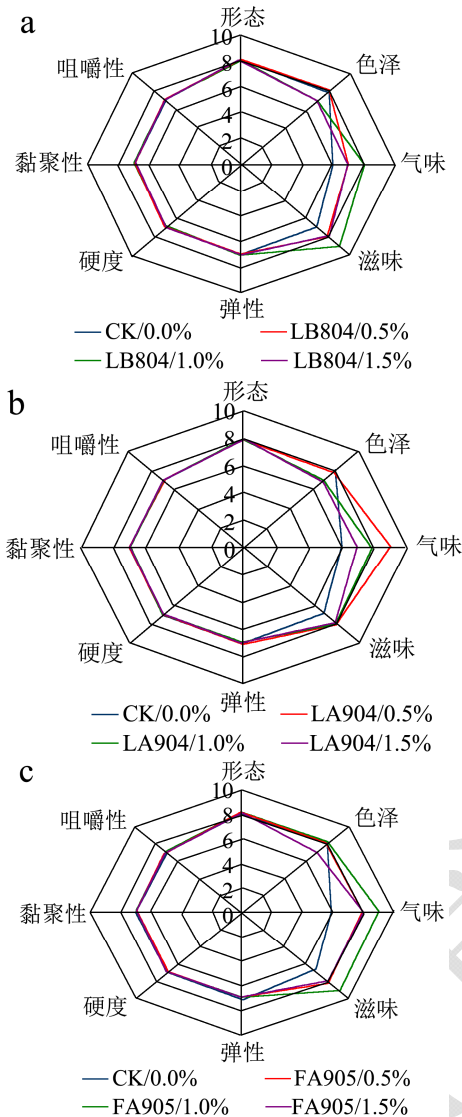 a
形态
10
8
6
4
2
0
色泽
气味
滋味
弹性
硬度
黏聚性
咀嚼性
CK/0.0% LB804/0.5%
LB804/1.0% LB804/1.5%
b
形态
10
8
6
4
2
0
色泽
气味
滋味
弹性
硬度
黏聚性
咀嚼性
CK/0.0% LA904/0.5%
LA904/1.0% LA904/1.5%
c
形态
10
8
6
4
2
0
色泽
气味
滋味
弹性
硬度
黏聚性
咀嚼性
CK/0.0% FA905/0.5%
FA905/1.0% FA905/1.5%